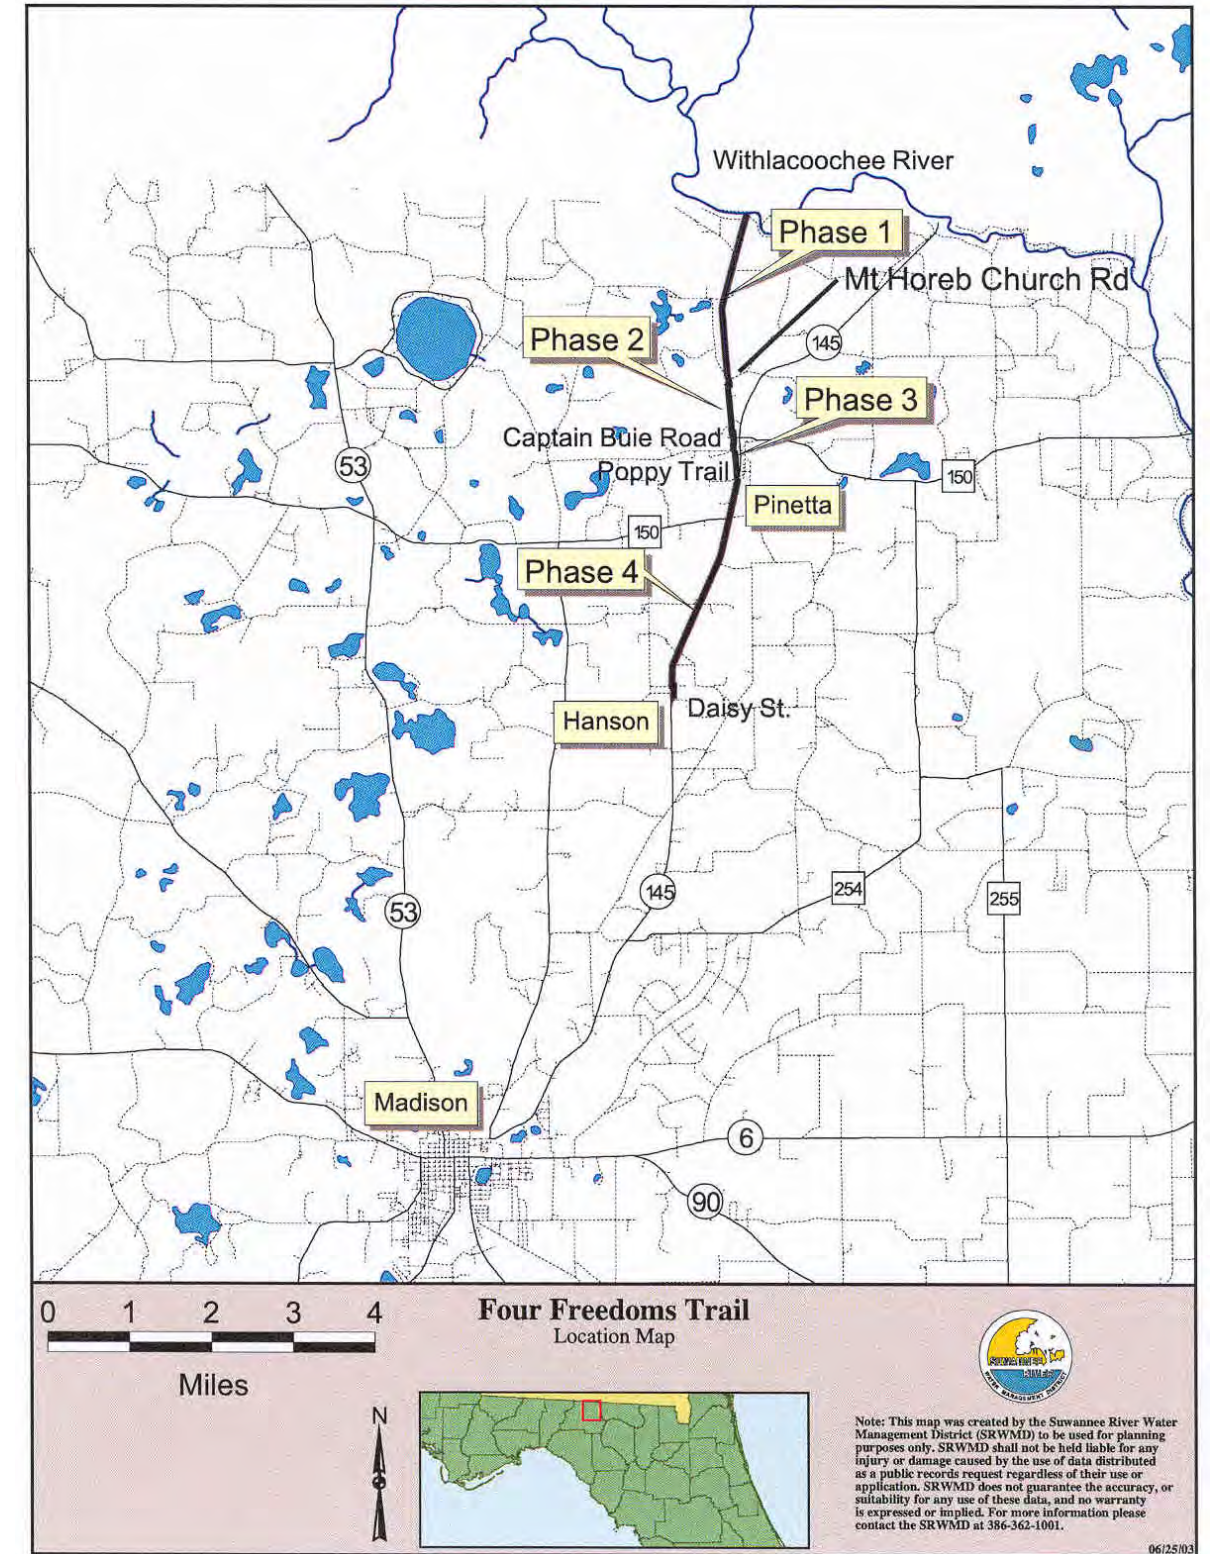 Withlacoochee River
Phase 1
Mt Horeb Church Rd
Phase 2
145
Phase 3
Captain Buie Road
53
Poppy Trail
150
Pinetta
150
Phase 4
Daisy St.
Hanson
145
254
255
53
Madison
6
90
0 1 2 3 4
Miles
Four Freedoms Trail
Location Map
N
SUWANNEE
RIVER
WATER MANAGEMENT DISTRICT
Note: This map was created by the Suwannee River Water
Management District (SRWMD) to be used for planning
purposes only. SRWMD shall not be held liable for any
injury or damage caused by the use of data distributed
as a public records request regardless of their use or
application. SRWMD does not guarantee the accuracy, or
suitability for any use of these data, and no warranty
is expressed or implied. For more information please
contact the SRWMD at 386-362-1001.
06/25/03